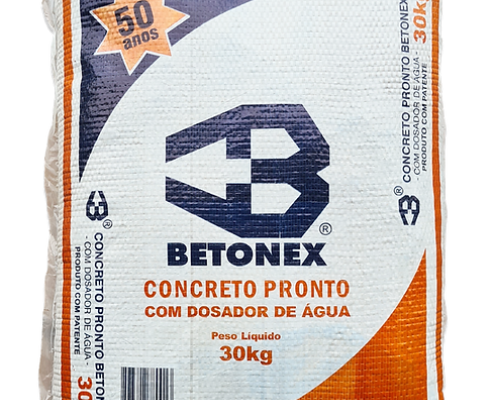 50
anos
CONCRETO PRONTO BETONEX
- COM DOSADOR DE ÁGUA -
PRODUTO COM PATENTE
30kg
®
®
BETONEX
CONCRETO PRONTO
COM DOSADOR DE ÁGUA
Peso Líquido
30kg
®
CONCRETO PRONTO BETON
- COM DOSADOR DE ÁGUA -
PRODUTO COM PATENTE
30